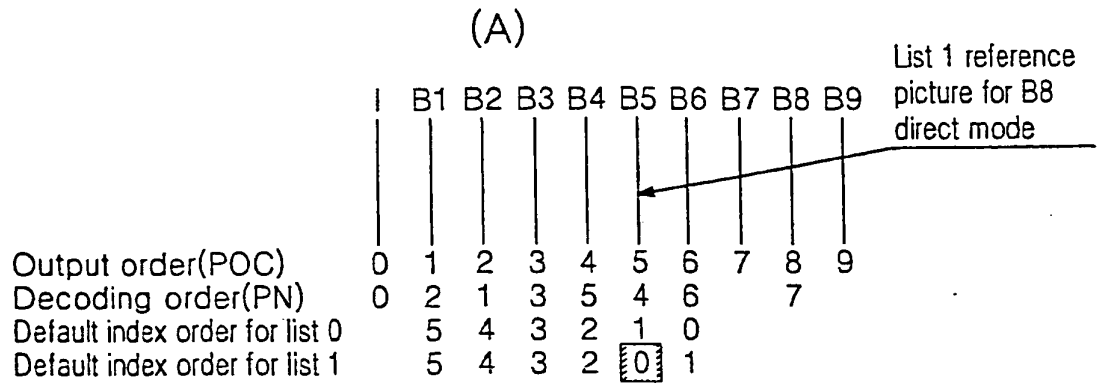 (A)
List 1 reference
picture for B8
direct mode
I B1 B2 B3 B4 B5 B6 B7 B8 B9
Output order(POC) 0 1 2 3 4 5 6 7 8 9
Decoding order(PN) 0 2 1 3 5 4 6 7
Default index order for list 0 5 4 3 2 1 0
Default index order for list 1 5 4 3 2 0 1